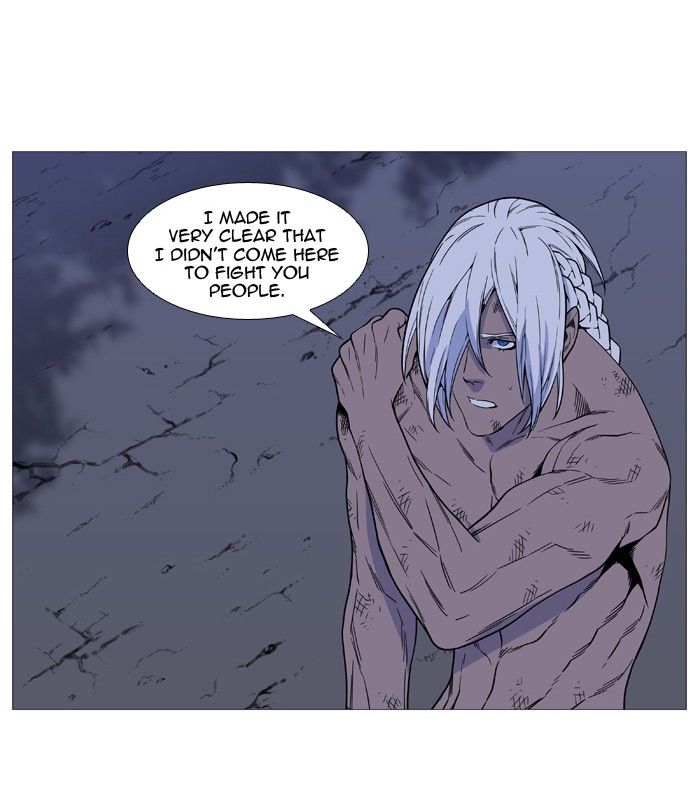 I MADE IT
VERY CLEAR THAT
I DIDN'T COME HERE
TO FIGHT YOU
PEOPLE.